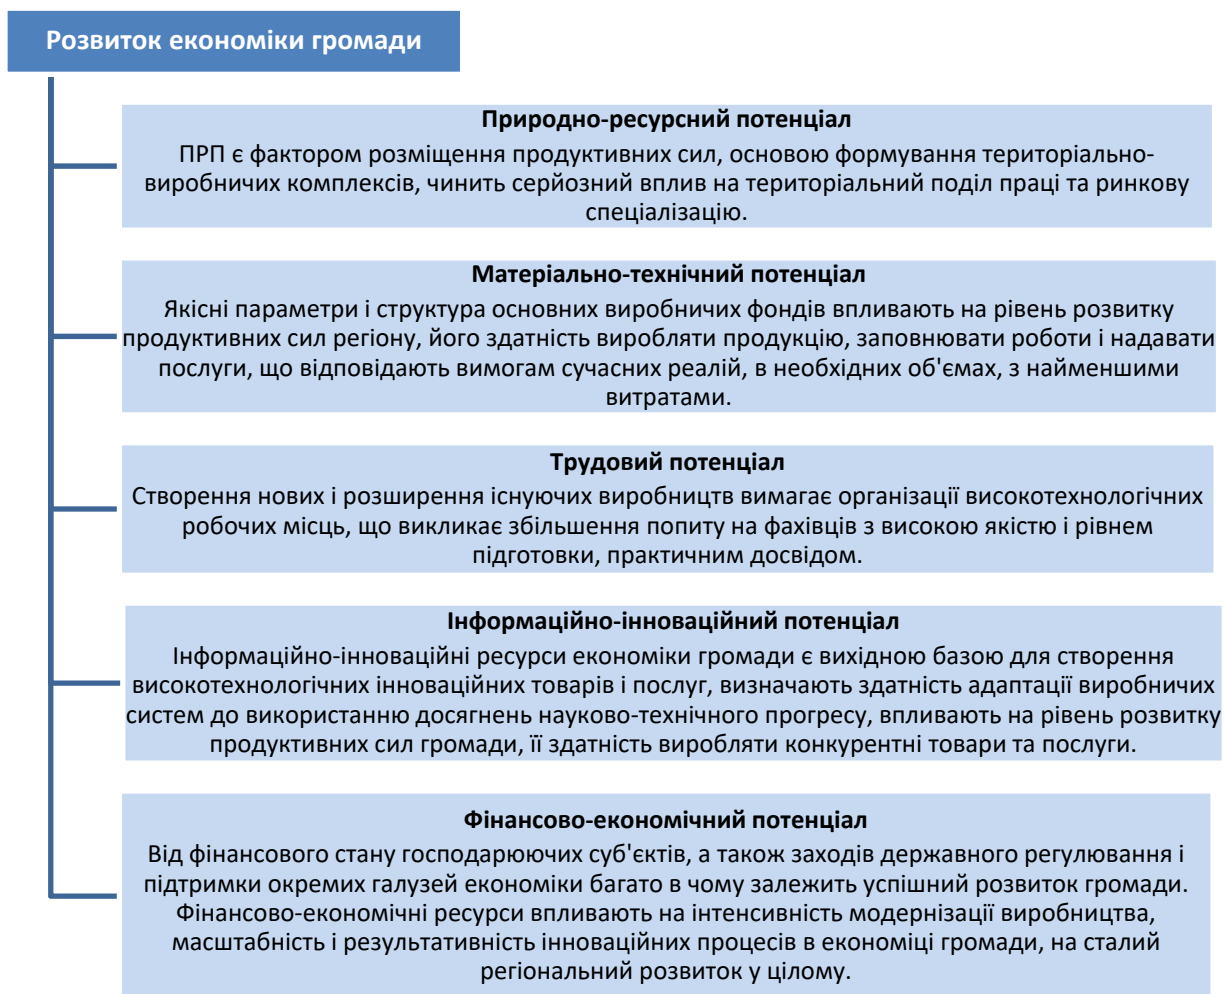 Розвиток економіки громади
Природно-ресурсний потенціал
ПРП є фактором розміщення продуктивних сил, основою формування територіально-
виробничих комплексів, чинить серйозний вплив на територіальний поділ праці та ринкову
спеціалізацію.
Матеріально-технічний потенціал
Якісні параметри і структура основних виробничих фондів впливають на рівень розвитку
продуктивних сил регіону, його здатність виробляти продукцію, заповнювати роботи і надавати
послуги, що відповідають вимогам сучасних реалій, в необхідних об'ємах, з найменшими
витратами.
Трудовий потенціал
Створення нових і розширення існуючих виробництв вимагає організації високотехнологічних
робочих місць, що викликає збільшення попиту на фахівців з високою якістю і рівнем
підготовки, практичним досвідом.
Інформаційно-інноваційний потенціал
Інформаційно-інноваційні ресурси економіки громади є вихідною базою для створення
високотехнологічних інноваційних товарів і послуг, визначають здатність адаптації виробничих
систем до використанню досягнень науково-технічного прогресу, впливають на рівень розвитку
продуктивних сил громади, її здатність виробляти конкурентні товари та послуги.
Фінансово-економічний потенціал
Від фінансового стану господарюючих суб'єктів, а також заходів державного регулювання і
підтримки окремих галузей економіки багато в чому залежить успішний розвиток громади.
Фінансово-економічні ресурси впливають на інтенсивність модернізації виробництва,
масштабність і результативність інноваційних процесів в економіці громади, на сталий
регіональний розвиток у цілому.